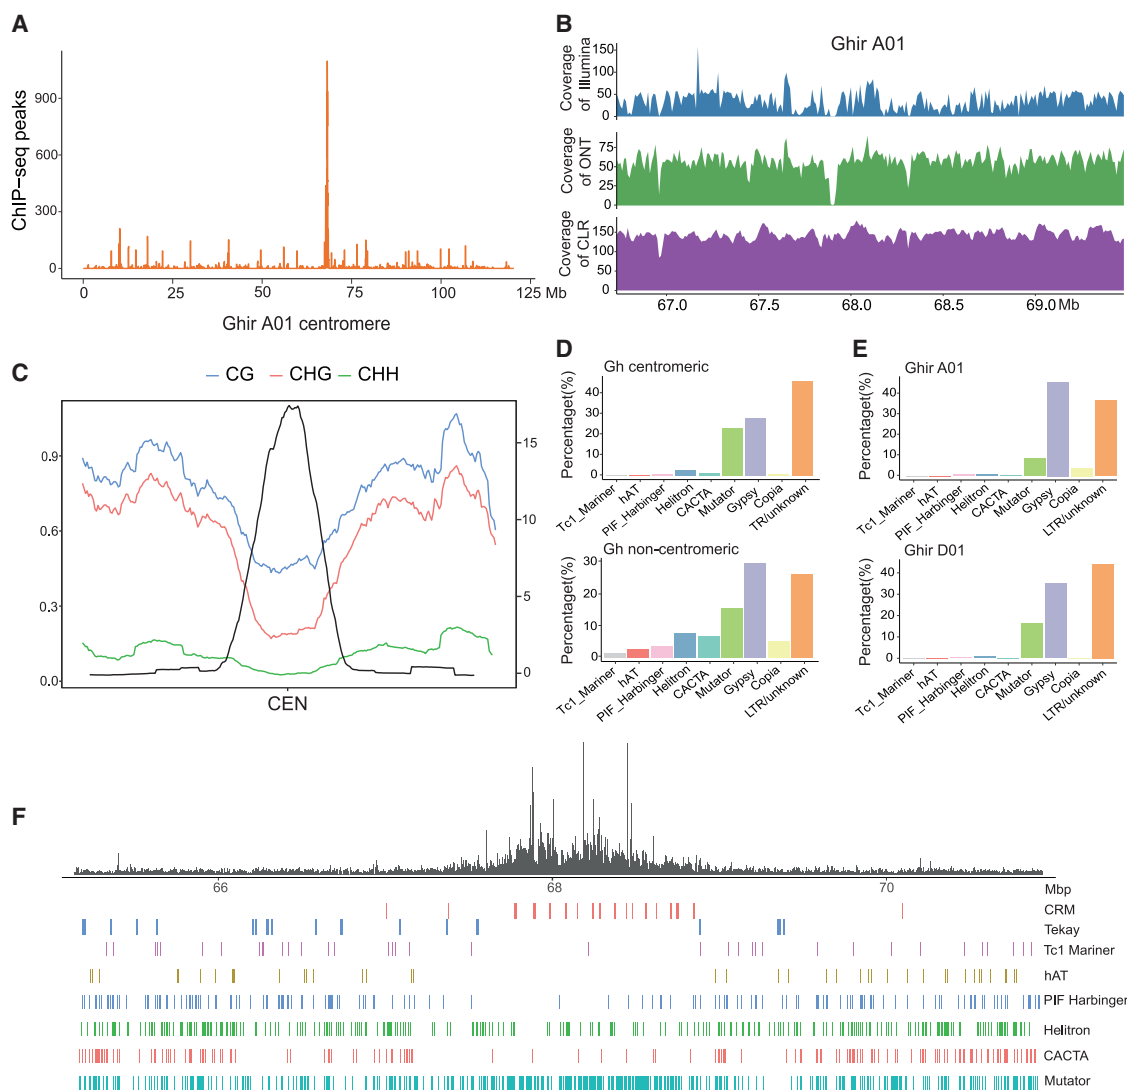 A
ChIP−seq peaks
900
600
300
0
0 25 50 75 100 125 Mb
Ghir A01 centromere
B
Ghir A01
Coverage of Illumina
150
100
50
0
Coverage of ONT
75
50
25
0
Coverage of CLR
150
100
50
0
67.0 67.5 68.0 68.5 69.0 Mb
C
CG CHG CHH
0.9
0.6
0.3
0.0
15
10
5
0
CEN
D
Gh centromeric
Percentaget(%)
40
30
20
10
0
Tc1_Mariner
hAT
PIF_Harbinger
Helitron
CACTA
Mutator
Gypsy
Copia
TR/unknown
Gh non-centromeric
Percentaget(%)
30
20
10
0
Tc1_Mariner
hAT
PIF_Harbinger
Helitron
CACTA
Mutator
Gypsy
Copia
LTR/unknown
E
Ghir A01
Percentaget(%)
40
30
20
10
0
Tc1_Mariner
hAT
PIF_Harbinger
Helitron
CACTA
Mutator
Gypsy
Copia
LTR/unknown
Ghir D01
Percentaget(%)
40
30
20
10
0
Tc1_Mariner
hAT
PIF_Harbinger
Helitron
CACTA
Mutator
Gypsy
Copia
LTR/unknown
F
66 68 70
Mbp
CRM
Tekay
Tc1 Mariner
hAT
PIF Harbinger
Helitron
CACTA
Mutator